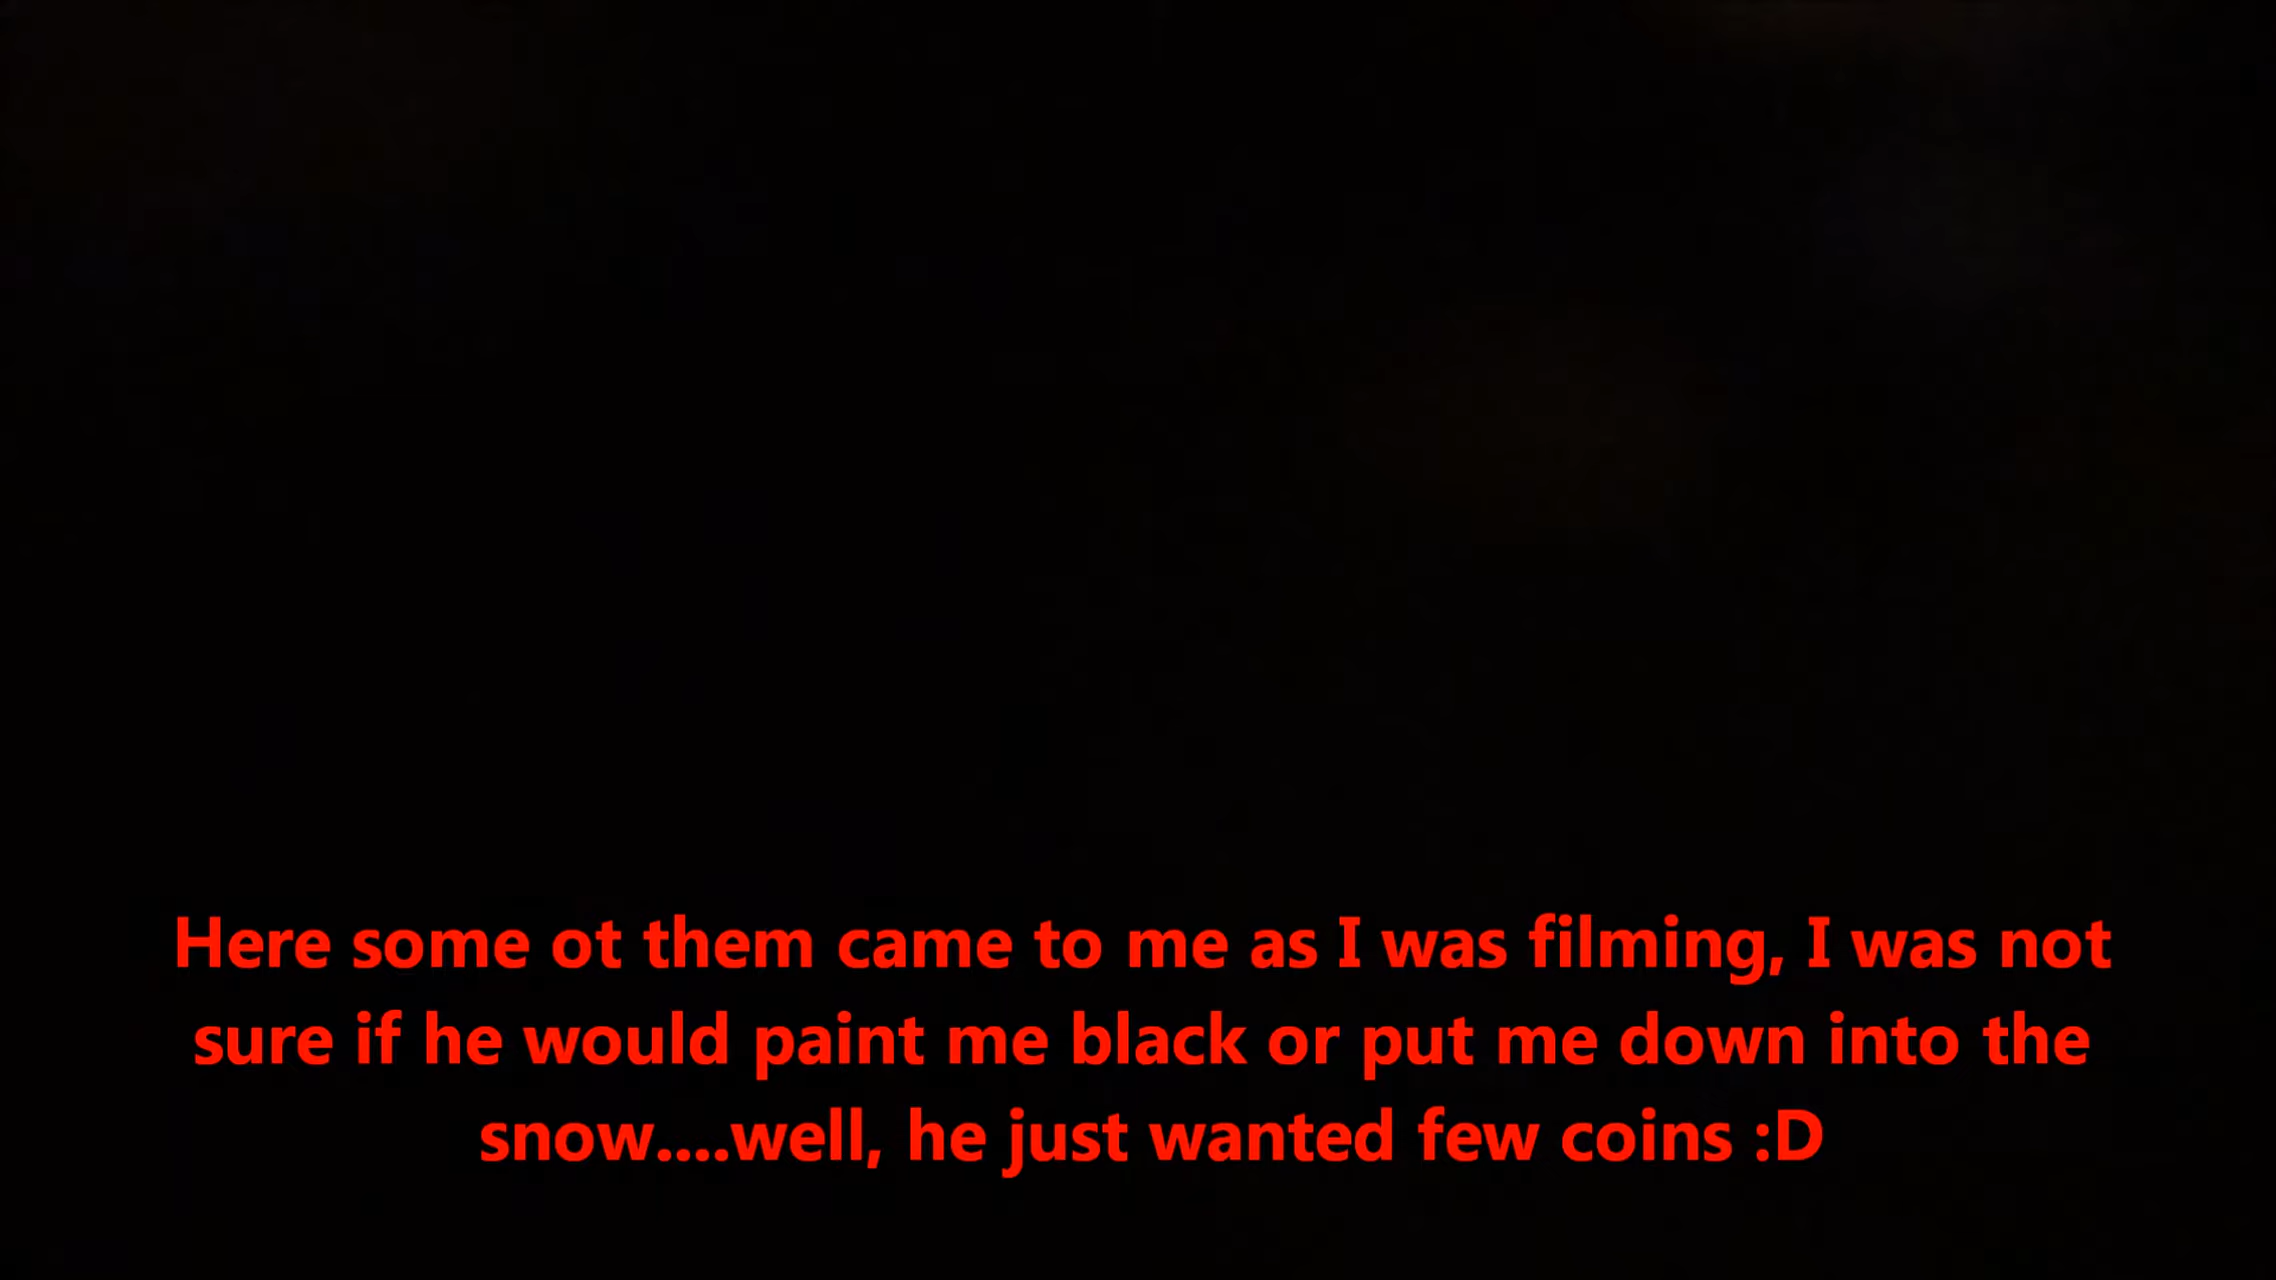 Here some ot them came to me as I was filming, I was not
sure if he would paint me black or put me down into the
snow....well, he just wanted few coins :D